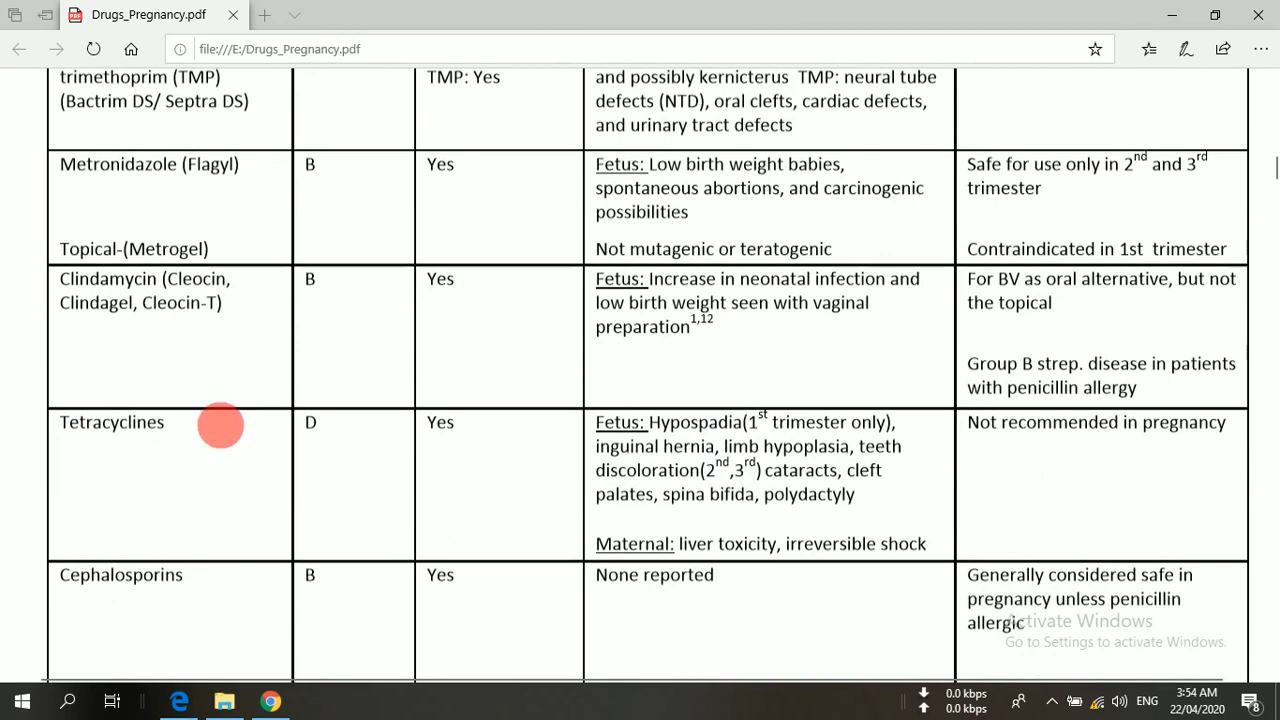 Drugs_Pregnancy.pdf
file:///E:/Drugs_Pregnancy.pdf
trimethoprim (TMP)
(Bactrim DS/ Septra DS)
TMP: Yes
and possibly kernicterus TMP: neural tube
defects (NTD), oral clefts, cardiac defects,
and urinary tract defects
Metronidazole (Flagyl)
Topical-(Metrogel)
B
Yes
Fetus: Low birth weight babies,
spontaneous abortions, and carcinogenic
possibilities
Not mutagenic or teratogenic
Safe for use only in 2nd and 3rd
trimester
Contraindicated in 1st trimester
Clindamycin (Cleocin,
Clindagel, Cleocin-T)
B
Yes
Fetus: Increase in neonatal infection and
low birth weight seen with vaginal
preparation1,12
For BV as oral alternative, but not
the topical
Group B strep. disease in patients
with penicillin allergy
Tetracyclines
D
Yes
Fetus: Hypospadia(1st trimester only),
inguinal hernia, limb hypoplasia, teeth
discoloration(2nd,3rd) cataracts, cleft
palates, spina bifida, polydactyly
Maternal: liver toxicity, irreversible shock
Not recommended in pregnancy
Cephalosporins
B
Yes
None reported
Generally considered safe in
pregnancy unless penicillin
allergic
Activate Windows
Go to Settings to activate Windows.
0.0 kbps
0.0 kbps
ENG
3:54 AM
22/04/2020
8